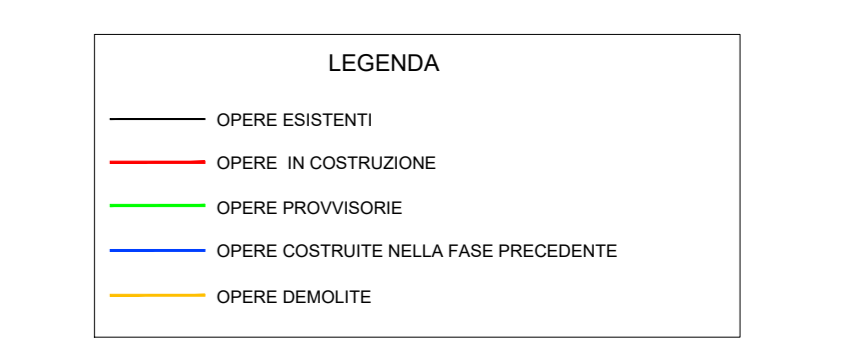 LEGENDA
OPERE ESISTENTI
OPERE  IN COSTRUZIONE
OPERE PROVVISORIE
OPERE COSTRUITE NELLA FASE PRECEDENTE
OPERE DEMOLITE